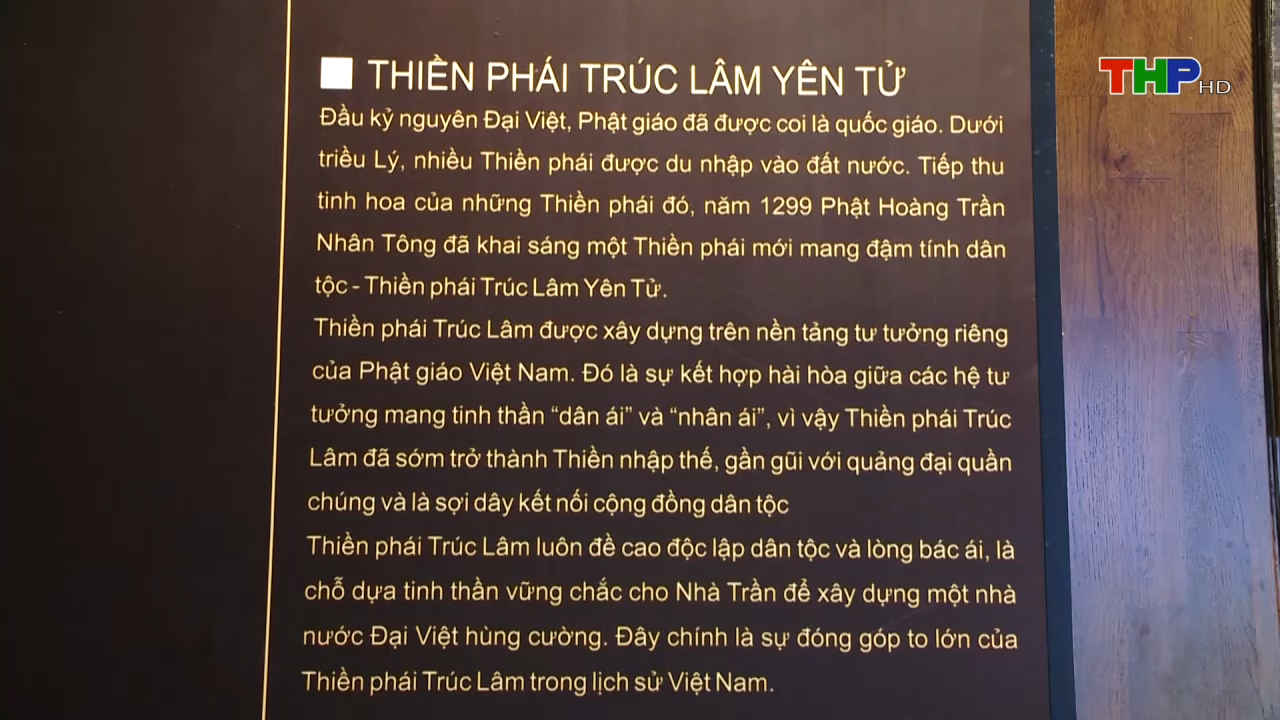 THIỀN PHÁI TRÚC LÂM YÊN TỬ
THP HD
Đầu kỷ nguyên Đại Việt, Phật giáo đã được coi là quốc giáo. Dưới
triều Lý, nhiều Thiền phái được du nhập vào đất nước. Tiếp thu
tinh hoa của những Thiền phái đó, năm 1299 Phật Hoàng Trần
Nhân Tông đã khai sáng một Thiền phái mới mang đậm tính dân
tộc - Thiền phái Trúc Lâm Yên Tử.
Thiền phái Trúc Lâm được xây dựng trên nền tảng tư tưởng riêng
của Phật giáo Việt Nam. Đó là sự kết hợp hài hòa giữa các hệ tư
tưởng mang tinh thần “dân ái” và “nhân ái”, vì vậy Thiền phái Trúc
Lâm đã sớm trở thành Thiền nhập thế, gần gũi với quảng đại quần
chúng và là sợi dây kết nối cộng đồng dân tộc
Thiền phái Trúc Lâm luôn đề cao độc lập dân tộc và lòng bác ái, là
chỗ dựa tinh thần vững chắc cho Nhà Trần để xây dựng một nhà
nước Đại Việt hùng cường. Đây chính là sự đóng góp to lớn của
Thiền phái Trúc Lâm trong lịch sử Việt Nam.